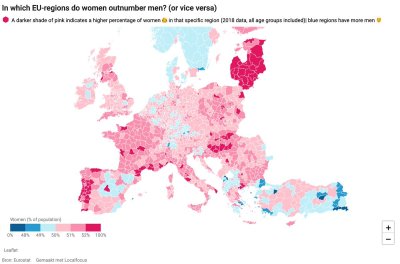 In which EU-regions do women outnumber men? (or vice versa)
A darker shade of pink indicates a higher percentage of women 👩 in that specific region (2018 data, all age groups included)| blue regions have more men 👨
Women (% of population)
0% 48% 49% 50% 51% 52% 100%
+
−
Leaflet
Bron: Eurostat Gemaakt met Localfocus